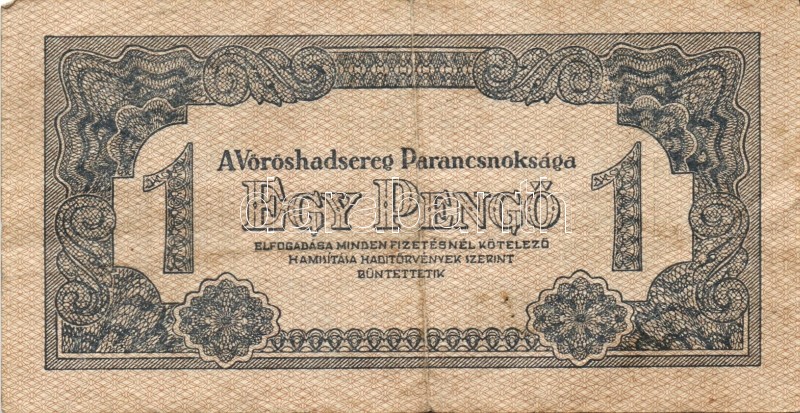 A Vöröshadsereg Parancsnoksága
1 EGY PENGŐ 1
ELFOGADÁSA MINDEN FIZETÉSNÉL KÖTELEZŐ
HAMISÍTÁSA HADITÖRVÉNYEK SZERINT
BÜNTETTETIK